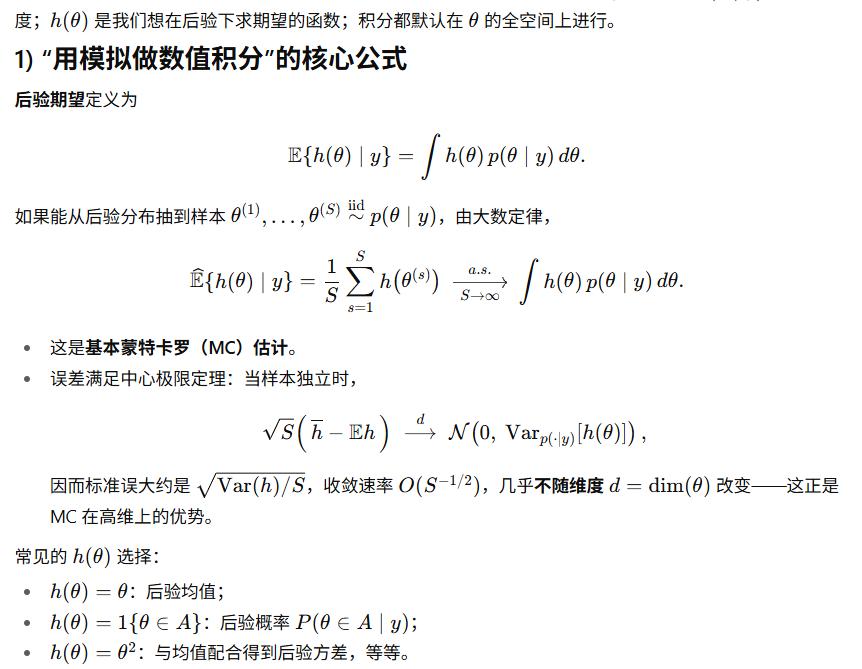 度；h(θ) 是我们想在后验下求期望的函数；积分都默认在 θ 的全空间上进行。
1) “用模拟做数值积分”的核心公式
后验期望定义为
𝔼{h(θ) | y} = ∫ h(θ) p(θ | y) dθ.
如果能从后验分布抽到样本 θ^(1), . . . , θ^(S) ∼^iid p(θ | y)，由大数定律，
𝔼̂{h(θ) | y} = 1/S ∑_{s=1}^{S} h(θ^(s)) →^{a.s.}_{S→∞} ∫ h(θ) p(θ | y) dθ.
• 这是基本蒙特卡罗（MC）估计。
• 误差满足中心极限定理：当样本独立时，
√S( h̅ − 𝔼h ) →^d 𝒩(0, Var_{p(·|y)}[h(θ)]) ,
因而标准误大约是 √(Var(h)/S)，收敛速率 O(S^{−1/2})，几乎不随维度 d = dim(θ) 改变——这正是
MC 在高维上的优势。
常见的 h(θ) 选择：
• h(θ) = θ：后验均值；
• h(θ) = 1{θ ∈ A}：后验概率 P(θ ∈ A | y)；
• h(θ) = θ²：与均值配合得到后验方差，等等。